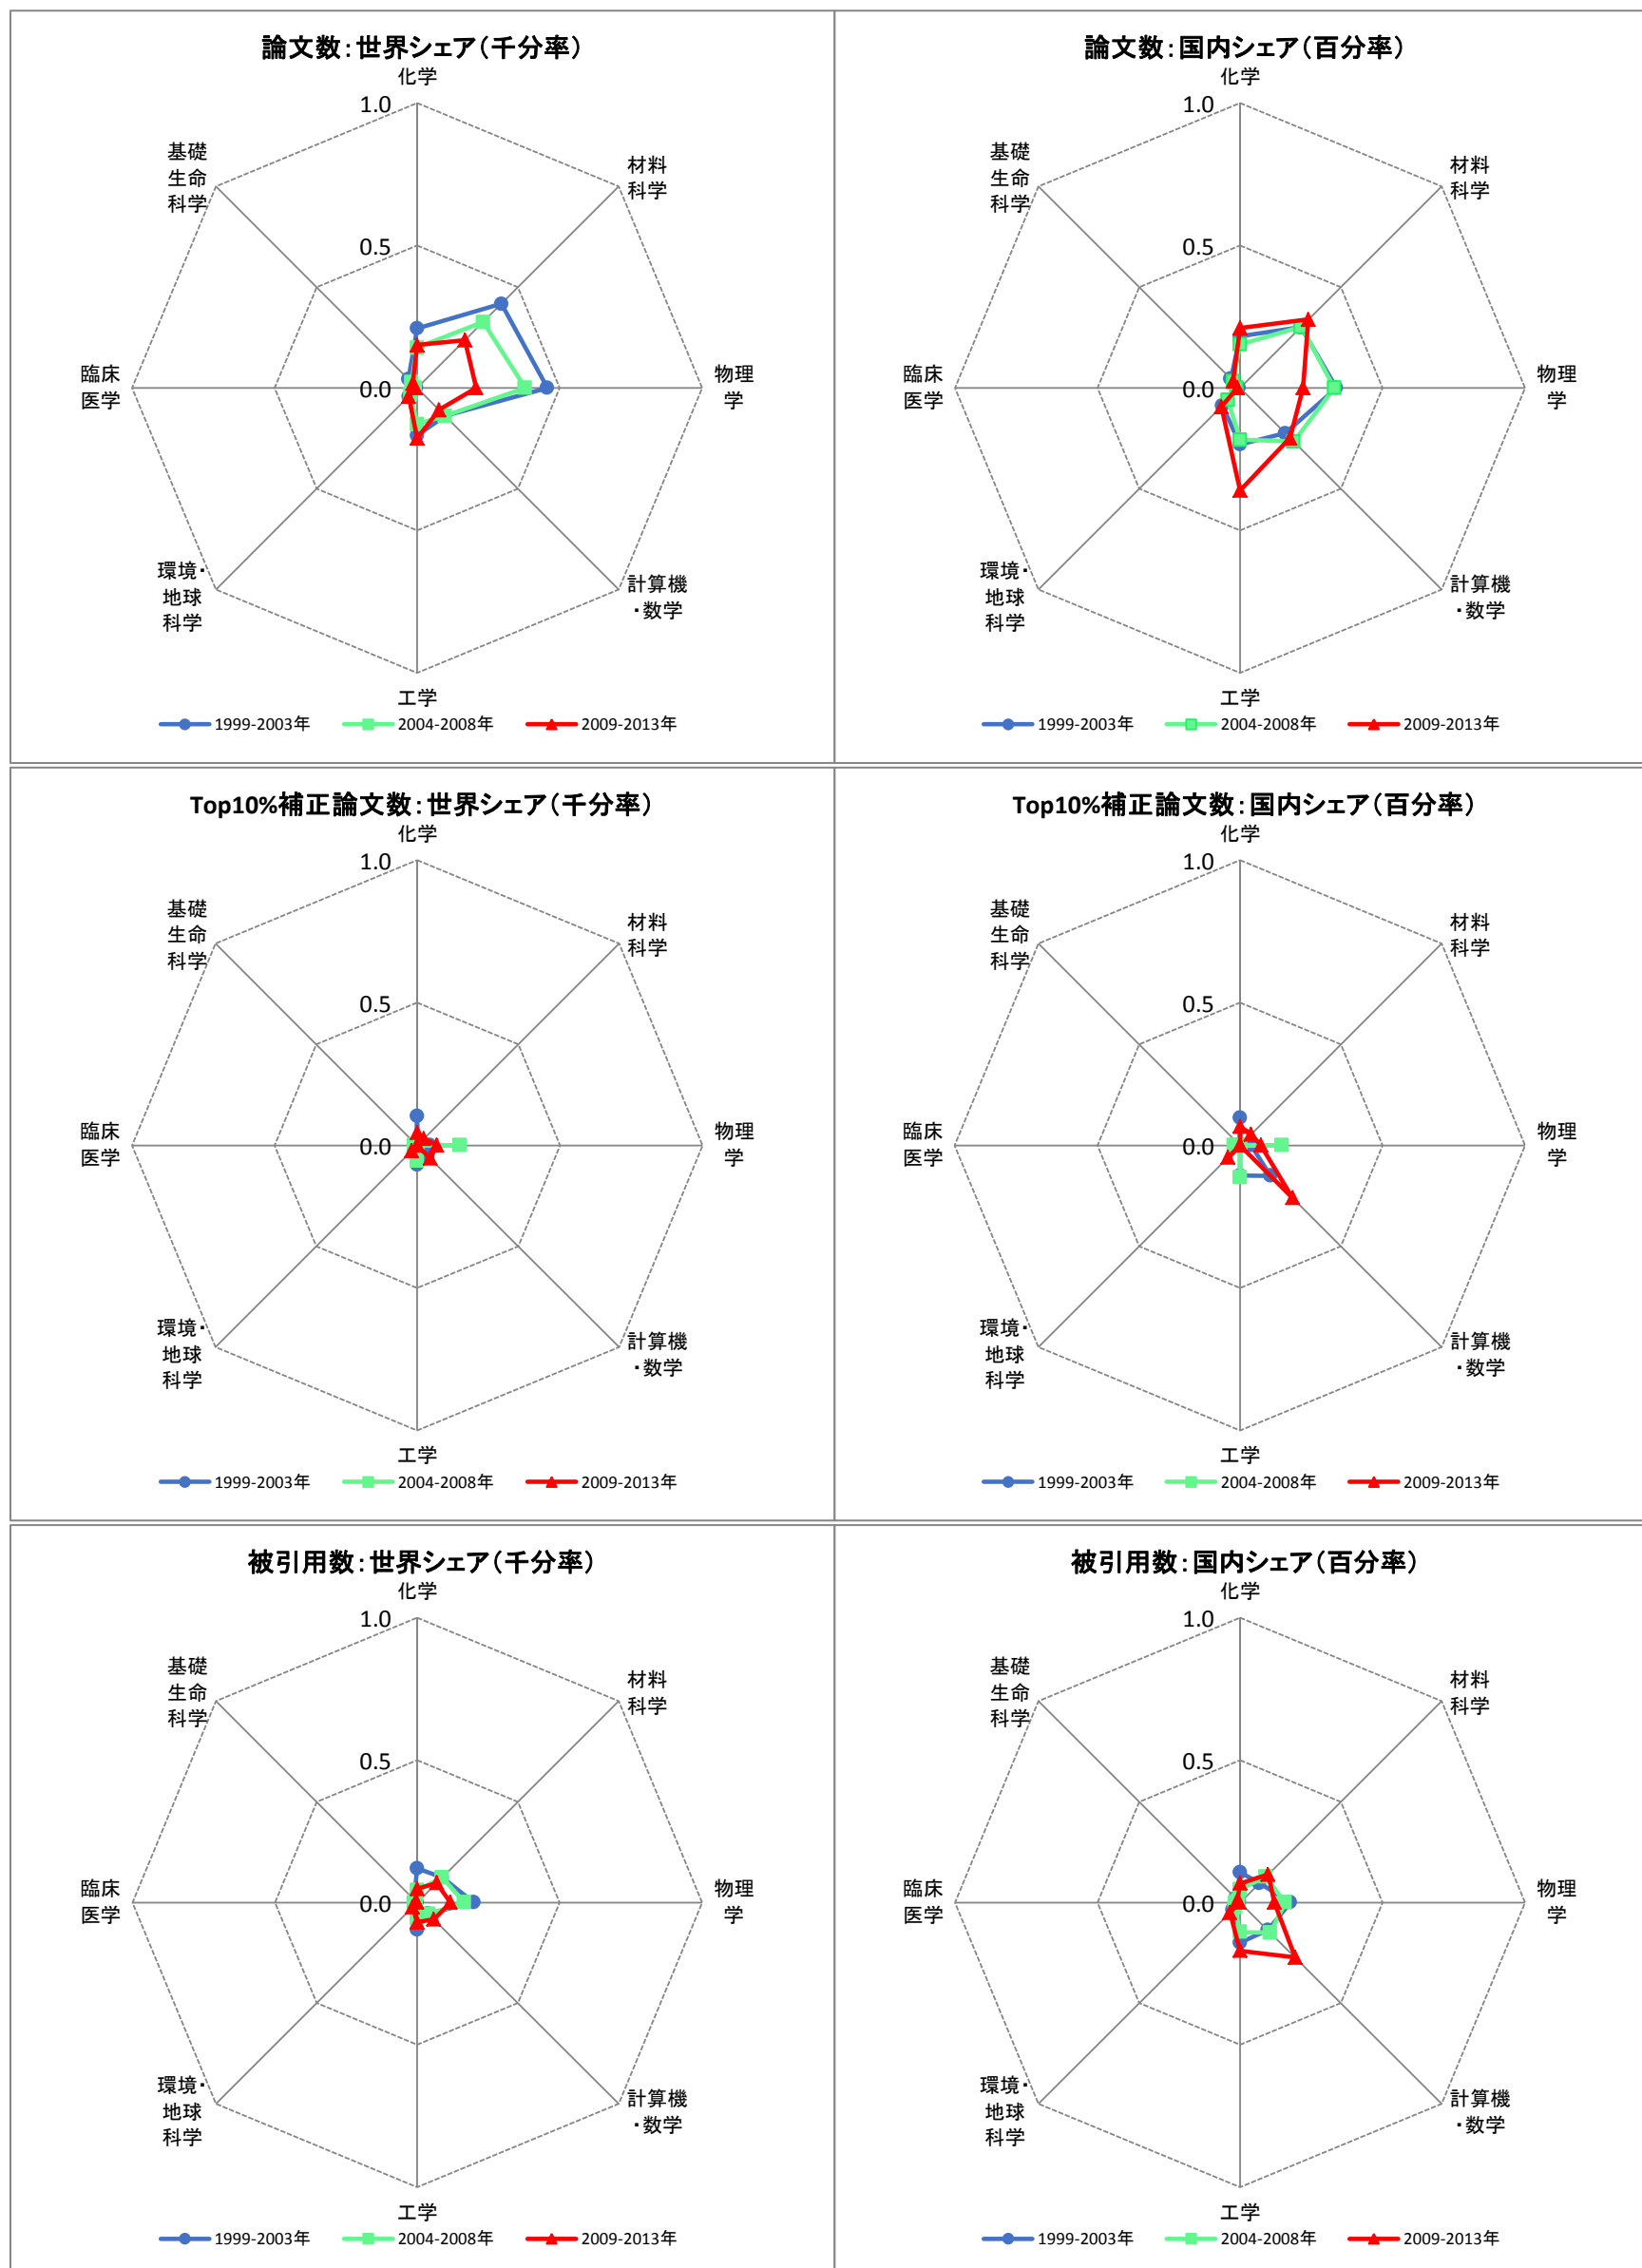 論文数：世界シェア（千分率）
化学
1.0
基礎
生命
科学
材料
科学
0.5
臨床
医学
0.0
物理
学
環境・
地球
科学
計算機
・数学
工学
1999-2003年 2004-2008年 2009-2013年
論文数：国内シェア（百分率）
化学
1.0
基礎
生命
科学
材料
科学
0.5
臨床
医学
0.0
物理
学
環境・
地球
科学
計算機
・数学
工学
1999-2003年 2004-2008年 2009-2013年
Top10%補正論文数：世界シェア（千分率）
化学
1.0
基礎
生命
科学
材料
科学
0.5
臨床
医学
0.0
物理
学
環境・
地球
科学
計算機
・数学
工学
1999-2003年 2004-2008年 2009-2013年
Top10%補正論文数：国内シェア（百分率）
化学
1.0
基礎
生命
科学
材料
科学
0.5
臨床
医学
0.0
物理
学
環境・
地球
科学
計算機
・数学
工学
1999-2003年 2004-2008年 2009-2013年
被引用数：世界シェア（千分率）
化学
1.0
基礎
生命
科学
材料
科学
0.5
臨床
医学
0.0
物理
学
環境・
地球
科学
計算機
・数学
工学
1999-2003年 2004-2008年 2009-2013年
被引用数：国内シェア（百分率）
化学
1.0
基礎
生命
科学
材料
科学
0.5
臨床
医学
0.0
物理
学
環境・
地球
科学
計算機
・数学
工学
1999-2003年 2004-2008年 2009-2013年